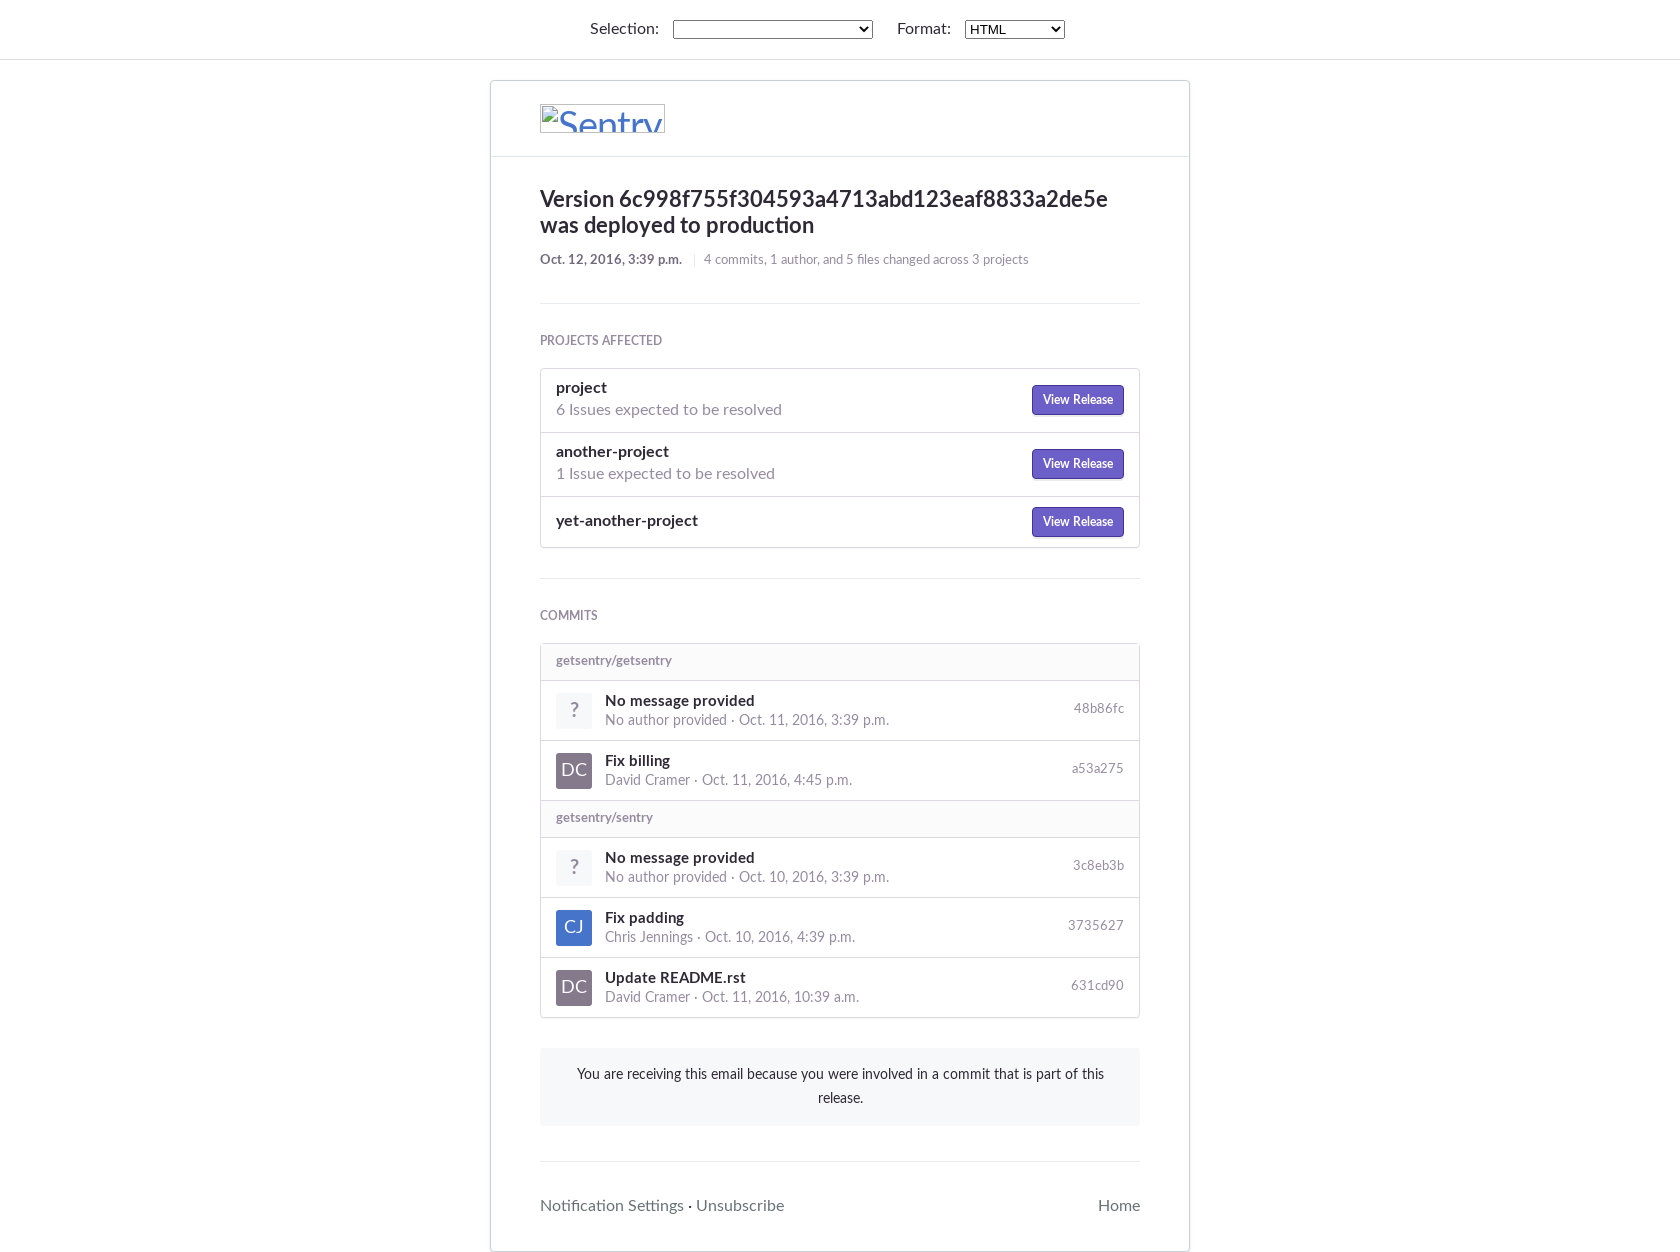 Selection: Format: HTML
Sentry
Version 6c998f755f304593a4713abd123eaf8833a2de5e
was deployed to production
Oct. 12, 2016, 3:39 p.m. 4 commits, 1 author, and 5 files changed across 3 projects
PROJECTS AFFECTED
project
6 Issues expected to be resolved
View Release
another-project
1 Issue expected to be resolved
View Release
yet-another-project
View Release
COMMITS
getsentry/getsentry
?
No message provided
No author provided · Oct. 11, 2016, 3:39 p.m.
48b86fc
DC
Fix billing
David Cramer · Oct. 11, 2016, 4:45 p.m.
a53a275
getsentry/sentry
?
No message provided
No author provided · Oct. 10, 2016, 3:39 p.m.
3c8eb3b
CJ
Fix padding
Chris Jennings · Oct. 10, 2016, 4:39 p.m.
3735627
DC
Update README.rst
David Cramer · Oct. 11, 2016, 10:39 a.m.
631cd90
You are receiving this email because you were involved in a commit that is part of this
release.
Notification Settings · Unsubscribe Home